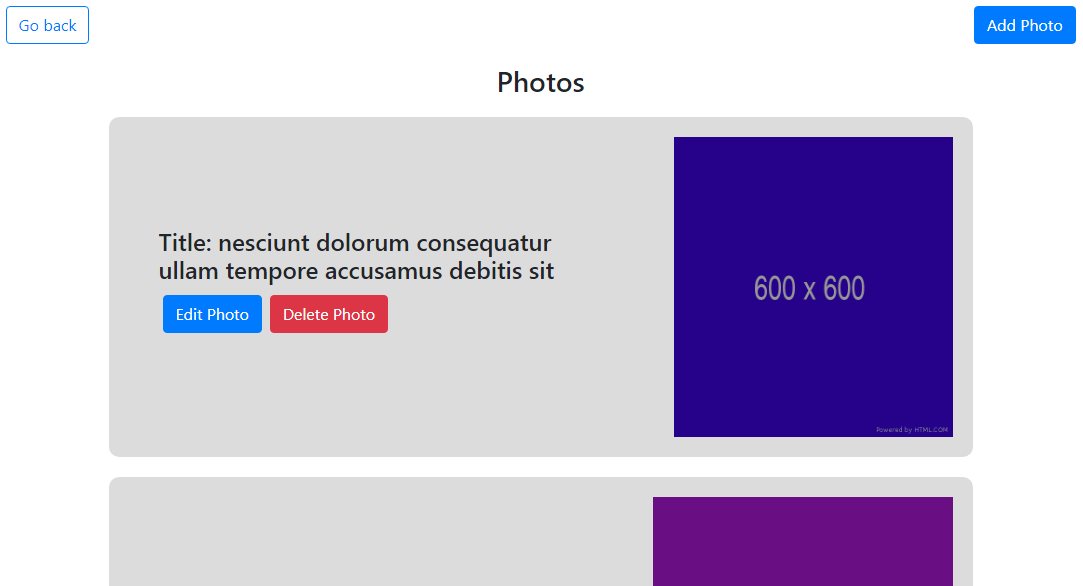 Go back
Add Photo
Photos
Title: nesciunt dolorum consequatur
ullam tempore accusamus debitis sit
Edit Photo
Delete Photo
600 x 600
Powered by HTML.COM